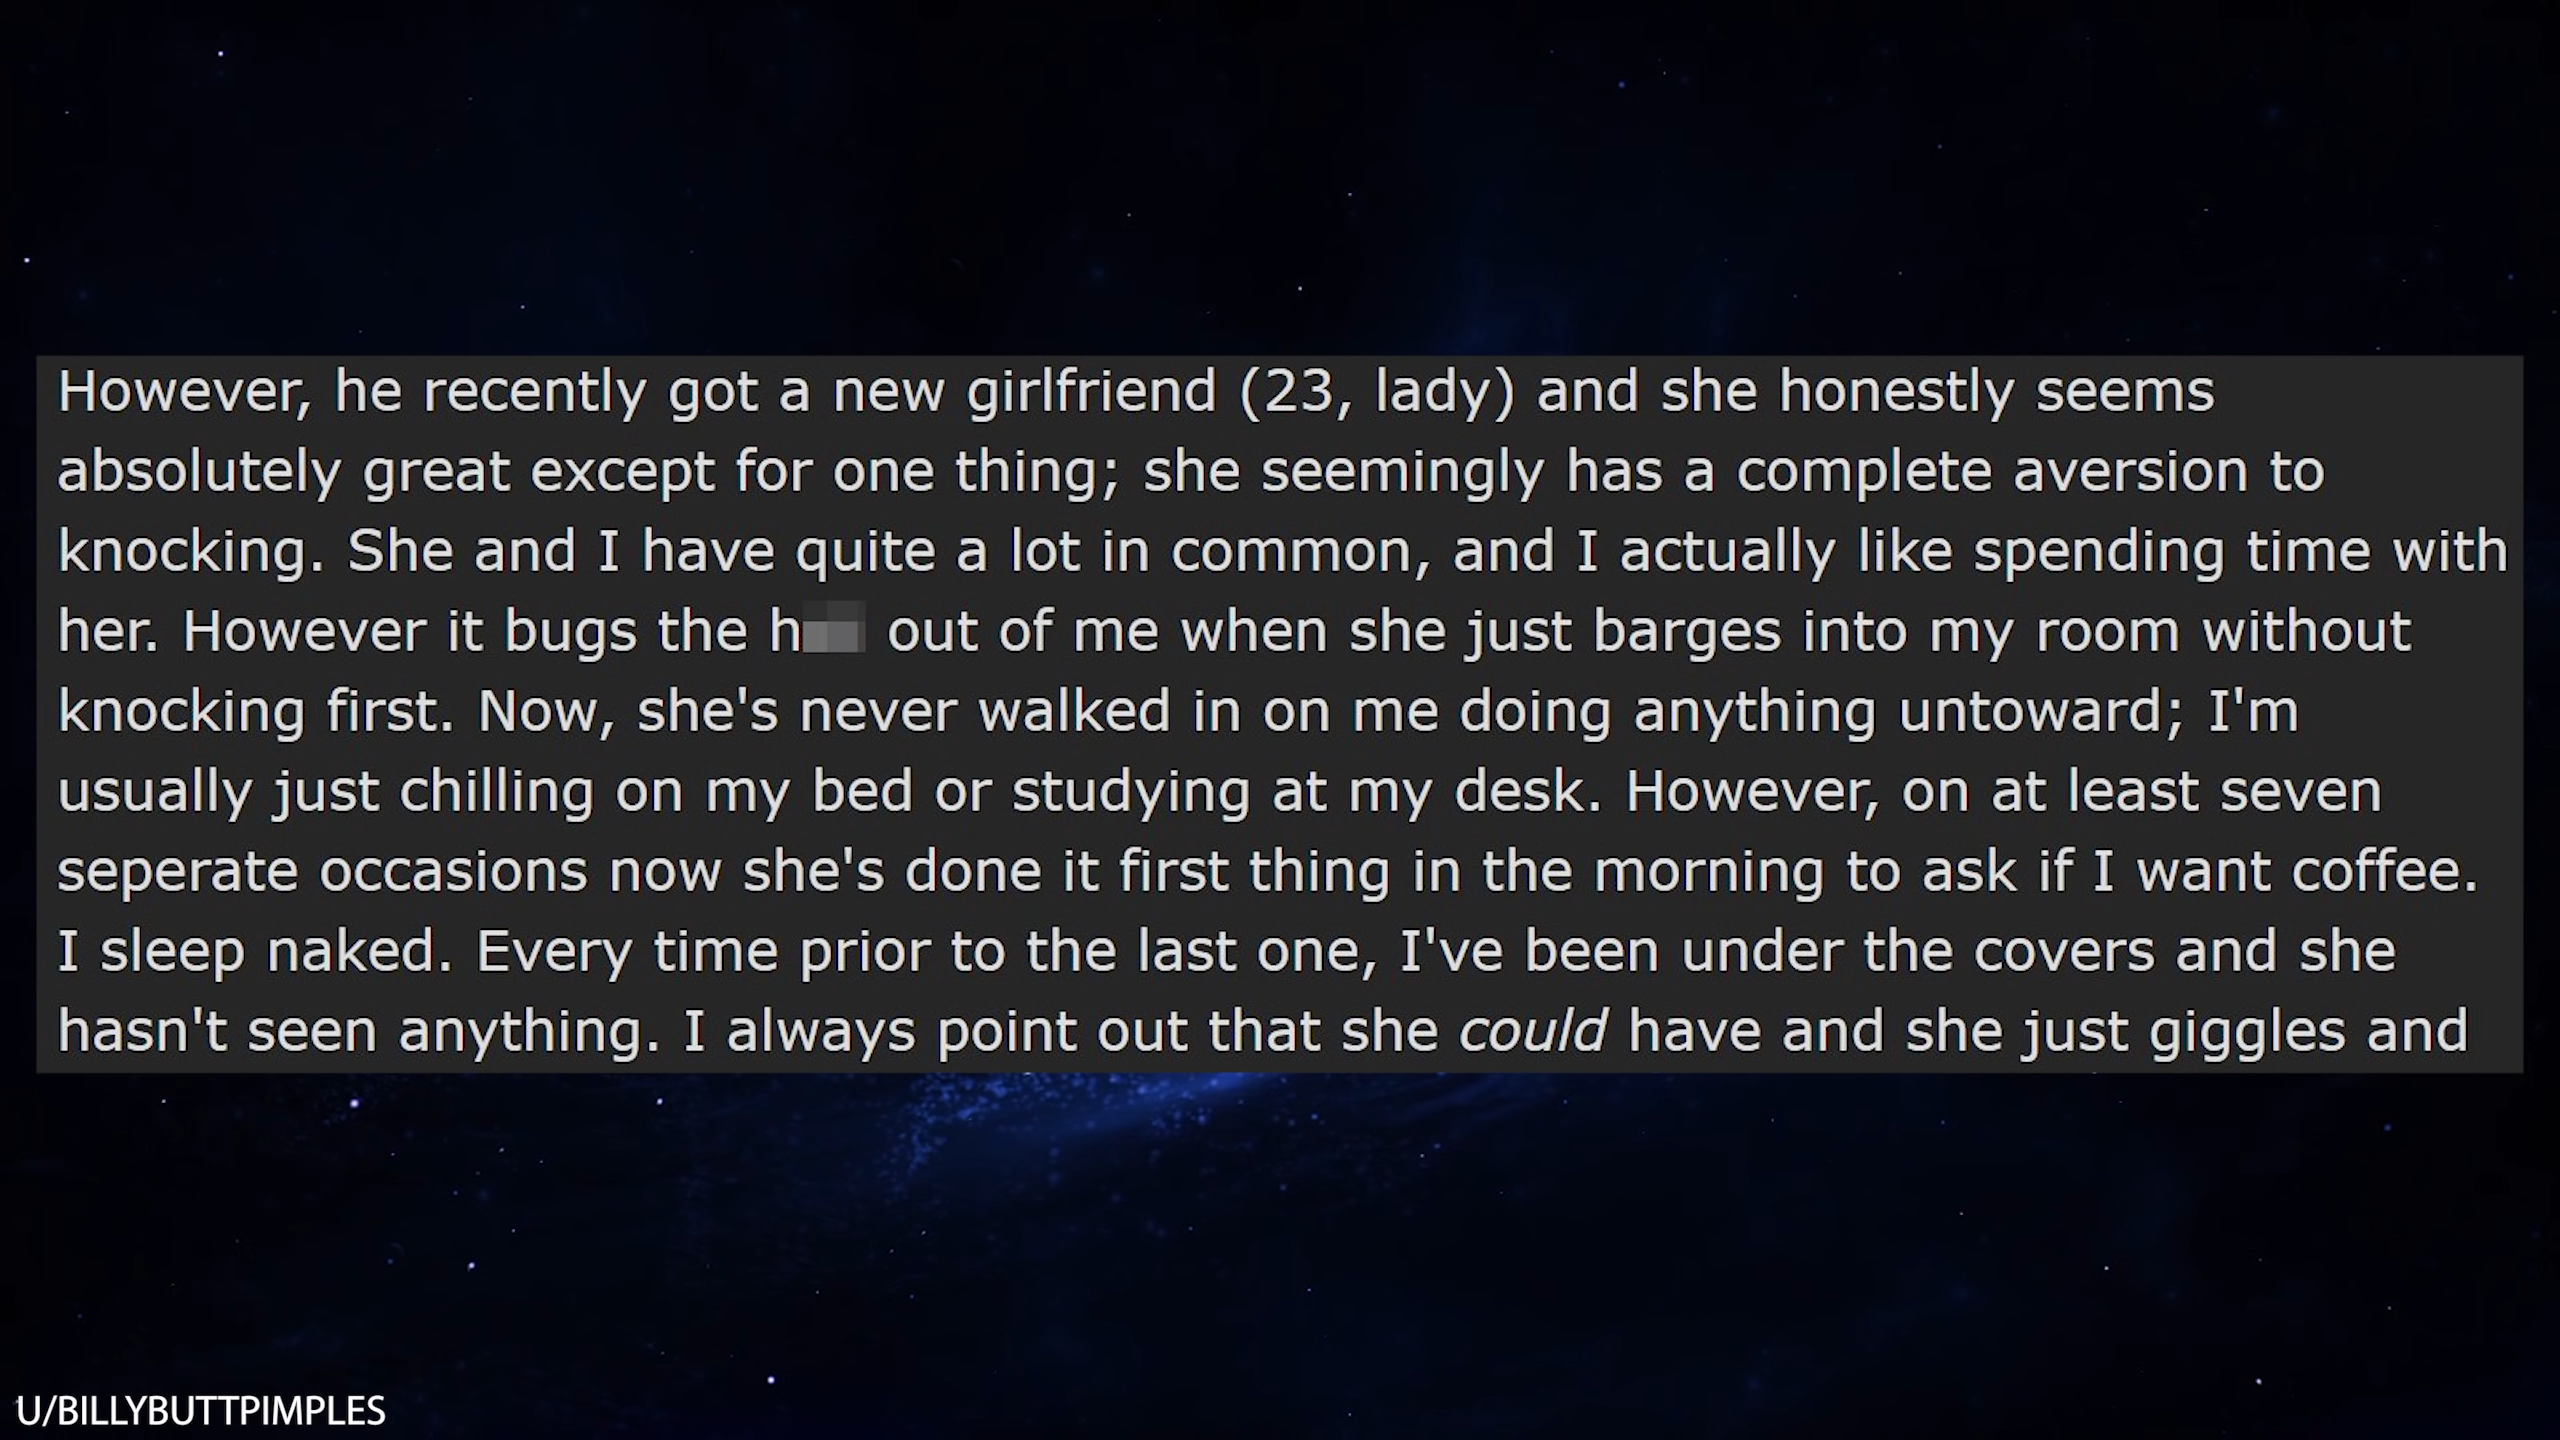 However, he recently got a new girlfriend (23, lady) and she honestly seems
absolutely great except for one thing; she seemingly has a complete aversion to
knocking. She and I have quite a lot in common, and I actually like spending time with
her. However it bugs the h out of me when she just barges into my room without
knocking first. Now, she's never walked in on me doing anything untoward; I'm
usually just chilling on my bed or studying at my desk. However, on at least seven
seperate occasions now she's done it first thing in the morning to ask if I want coffee.
I sleep naked. Every time prior to the last one, I've been under the covers and she
hasn't seen anything. I always point out that she could have and she just giggles and
U/BILLYBUTTPIMPLES